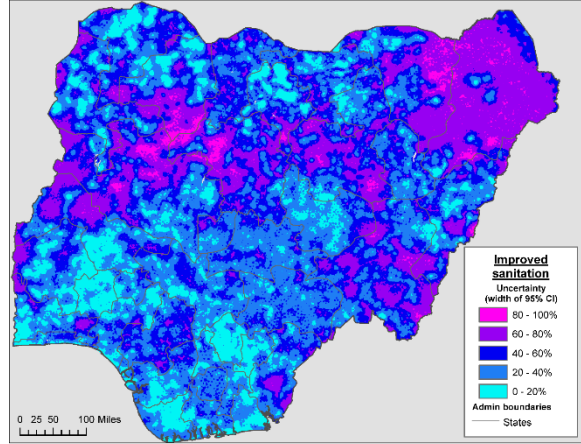 Improved
sanitation
Uncertainty
(width of 95% CI)
80 - 100%
60 - 80%
40 - 60%
20 - 40%
0 - 20%
Admin boundaries
States
0 25 50 100 Miles